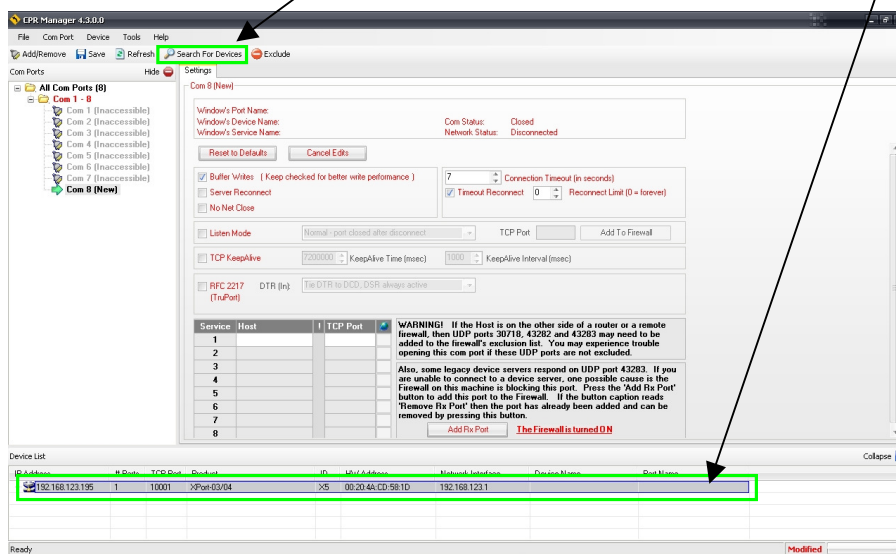 CPR Manager 4.3.0.0
File Com Port Device Tools Help
Add/Remove Save Refresh Search For Devices Exclude
Com Ports Hide Settings
All Com Ports (8)
Com 1 - 8
Com 1 (Inaccessible)
Com 2 (Inaccessible)
Com 3 (Inaccessible)
Com 4 (Inaccessible)
Com 5 (Inaccessible)
Com 6 (Inaccessible)
Com 7 (Inaccessible)
Com 8 (New)
Com 8 (New)
Window's Port Name:
Window's Device Name: Com Status: Closed
Window's Service Name: Network Status: Disconnected
Reset to Defaults Cancel Edits
Buffer Writes ( Keep checked for better write performance )
Server Reconnect
No Net Close
7 Connection Timeout (in seconds)
Timeout Reconnect 0 Reconnect Limit (0 = forever)
Listen Mode Normal - port closed after disconnect TCP Port Add To Firewall
TCP KeepAlive 7200000 KeepAlive Time (msec) 1000 KeepAlive Interval (msec)
RFC 2217 DTR (In): Tie DTR to DCD, DSR always active
(TruPort)
Service Host ! TCP Port
1
2
3
4
5
6
7
8
WARNING! If the Host is on the other side of a router or a remote
firewall, then UDP ports 30718, 43282 and 43283 may need to be
added to the firewall's exclusion list. You may experience trouble
opening this com port if these UDP ports are not excluded.
Also, some legacy device servers respond on UDP port 43283. If you
are unable to connect to a device server, one possible cause is the
Firewall on this machine is blocking this port. Press the 'Add Rx Port'
button to add this port to the Firewall. If the button caption reads
'Remove Rx Port' then the port has already been added and can be
removed by pressing this button.
Add Rx Port The Firewall is turned ON
Device List Collapse
IP Address # Ports TCP Port Product ID HW Address Network Interface Device Name Port Name
192.168.123.195 1 10001 XPort-03/04 X5 00:20:4A:CD:58:1D 192.168.123.1
Ready Modified